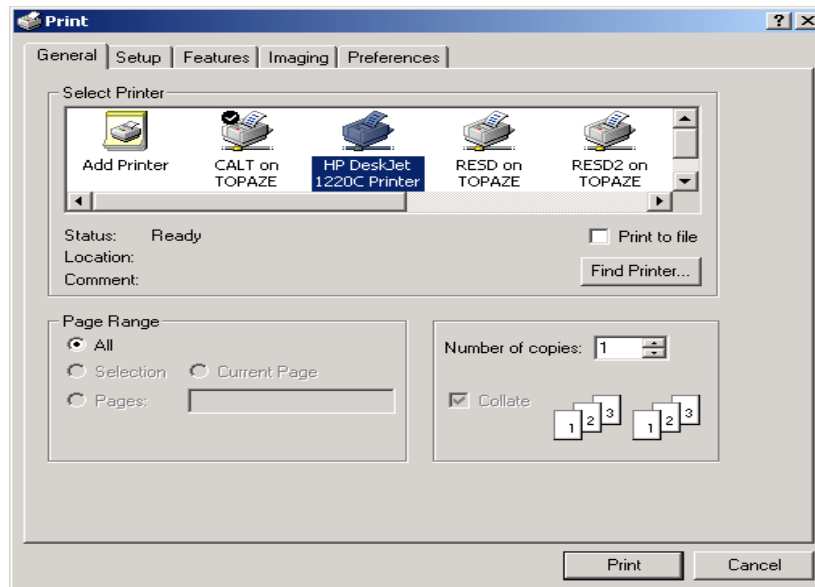 Print
General Setup Features Imaging Preferences
Select Printer
Add Printer
CALT on
TOPAZE
HP DeskJet
1220C Printer
RESD on
TOPAZE
RESD2 on
TOPAZE
Status: Ready
Print to file
Location:
Comment:
Find Printer...
Page Range
All
Selection Current Page
Pages:
Number of copies: 1
Collate
1 2 3 1 2 3
Print Cancel